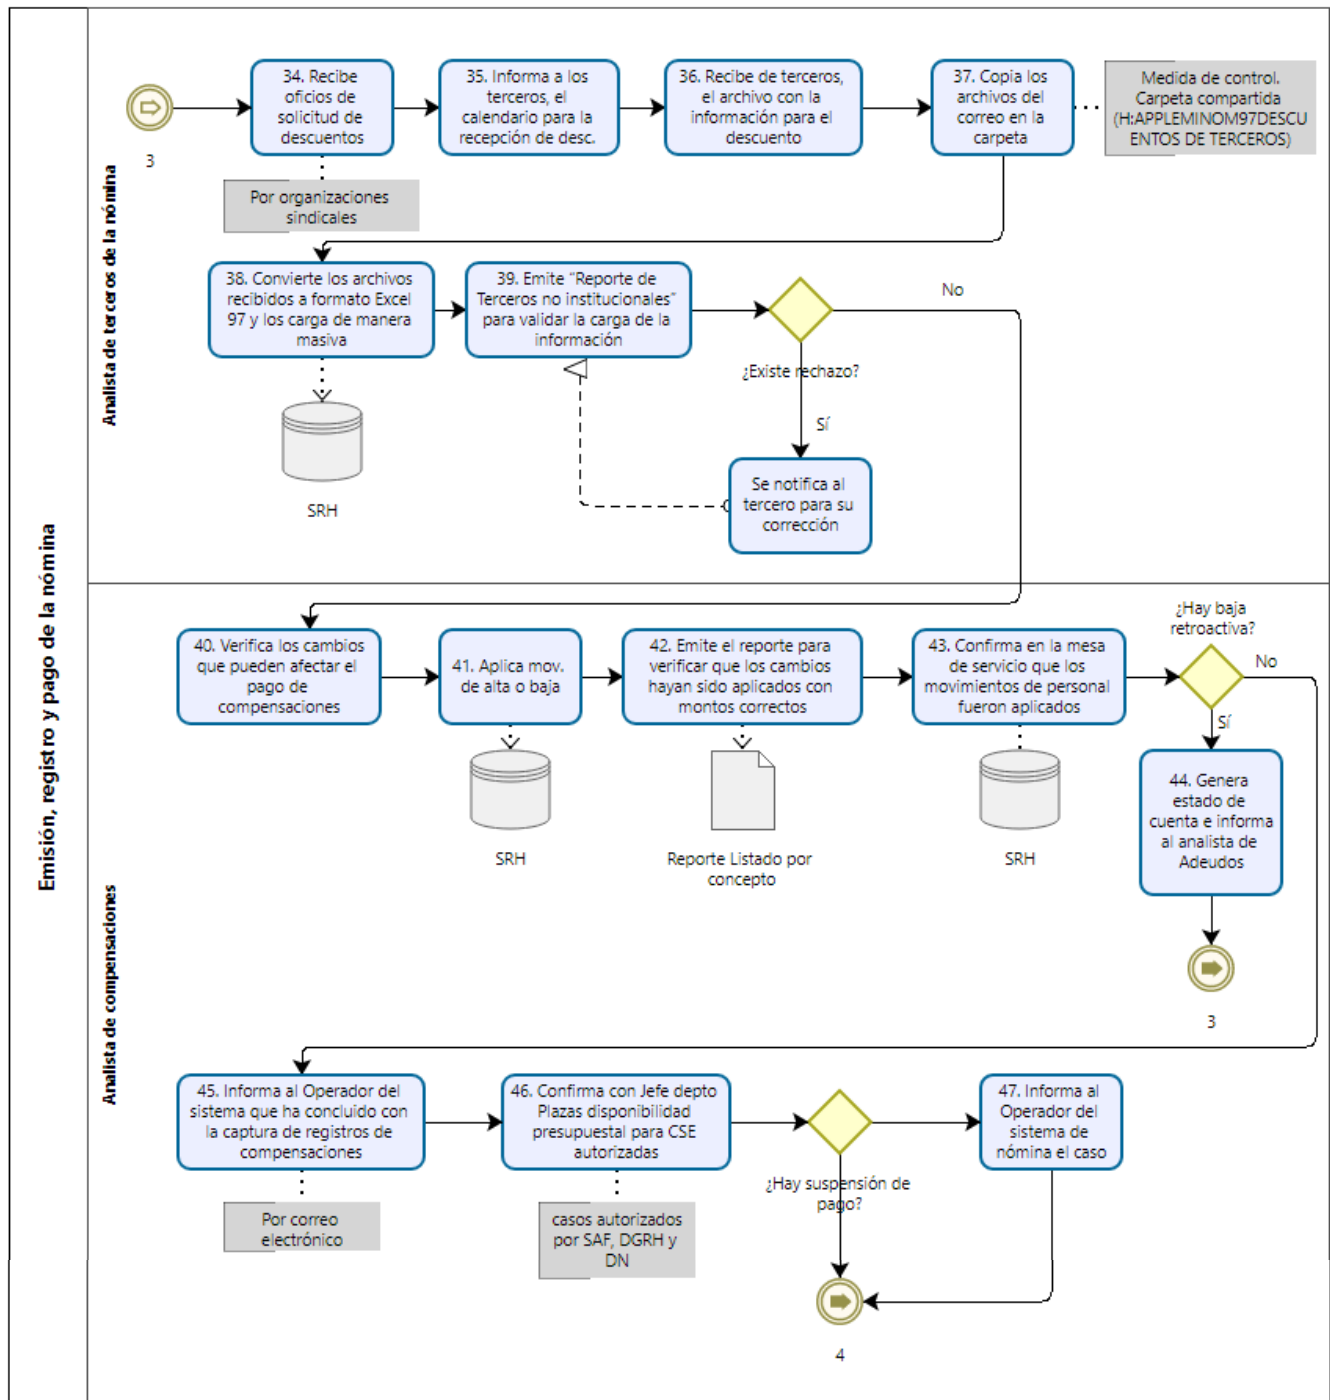 Emisión, registro y pago de la nómina
Analista de terceros de la nómina
3
34. Recibe
oficios de
solicitud de
descuentos
Por organizaciones
sindicales
35. Informa a los
terceros, el
calendario para la
recepción de desc.
36. Recibe de terceros,
el archivo con la
información para el
descuento
37. Copia los
archivos del
correo en la
carpeta
Medida de control.
Carpeta compartida
(H:APPLEMINOM97DESCU
ENTOS DE TERCEROS)
38. Convierte los archivos
recibidos a formato Excel
97 y los carga de manera
masiva
SRH
39. Emite “Reporte de
Terceros no institucionales”
para validar la carga de la
información
¿Existe rechazo?
No
Sí
Se notifica al
tercero para su
corrección
Analista de compensaciones
40. Verifica los cambios
que pueden afectar el
pago de
compensaciones
41. Aplica mov.
de alta o baja
SRH
42. Emite el reporte para
verificar que los cambios
hayan sido aplicados con
montos correctos
Reporte Listado por
concepto
43. Confirma en la mesa
de servicio que los
movimientos de personal
fueron aplicados
SRH
¿Hay baja
retroactiva?
No
Sí
44. Genera
estado de
cuenta e informa
al analista de
Adeudos
3
45. Informa al Operador del
sistema que ha concluido con
la captura de registros de
compensaciones
Por correo
electrónico
46. Confirma con Jefe depto
Plazas disponibilidad
presupuestal para CSE
autorizadas
casos autorizados
por SAF, DGRH y
DN
¿Hay suspensión de
pago?
47. Informa al
Operador del
sistema de
nómina el caso
4